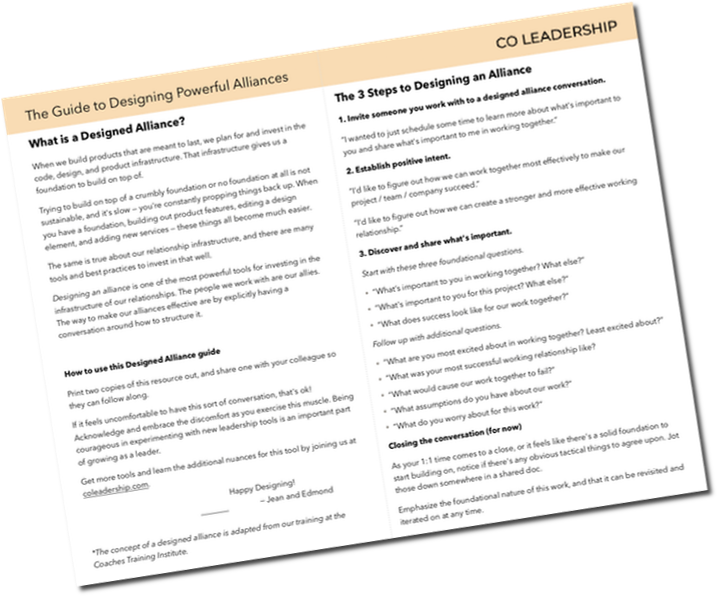 The Guide to Designing Powerful Alliances
CO LEADERSHIP
What is a Designed Alliance?
When we build products that are meant to last, we plan for and invest in the
code, design, and product infrastructure. That infrastructure gives us a
foundation to build on top of.
Trying to build on top of a crumbly foundation or no foundation at all is not
sustainable, and it's slow – you're constantly propping things back up. When
you have a foundation, building out product features, editing a design
element, and adding new services – these things all become much easier.
The same is true about our relationship infrastructure, and there are many
tools and best practices to invest in that well.
Designing an alliance is one of the most powerful tools for investing in the
infrastructure of our relationships. The people we work with are our allies.
The way to make our alliances effective are by explicitly having a
conversation around how to structure it.
How to use this Designed Alliance guide
Print two copies of this resource out, and share one with your colleague so
they can follow along.
If it feels uncomfortable to have this sort of conversation, that's ok!
Acknowledge and embrace the discomfort as you exercise this muscle. Being
courageous in experimenting with new leadership tools is an important part
of growing as a leader.
Get more tools and learn the additional nuances for this tool by joining us at
coleadership.com.
Happy Designing!
~ Jean and Edmond
*The concept of a designed alliance is adapted from our training at the
Coaches Training Institute.
The 3 Steps to Designing an Alliance
1. Invite someone you work with to a designed alliance conversation.
"I wanted to just schedule some time to learn more about what's important to
you and share what's important to me in working together."
2. Establish positive intent.
"I'd like to figure out how we can work together most effectively to make our
project / team / company succeed."
"I'd like to figure out how we can create a stronger and more effective working
relationship."
3. Discover and share what's important.
Start with these three foundational questions.
• "What's important to you in working together? What else?"
• "What's important to you for this project? What else?"
• "What does success look like for our work together?"
Follow up with additional questions.
• "What are you most excited about in working together? Least excited about?"
• "What was your most successful working relationship like?
• "What would cause our work together to fail?"
• "What assumptions do you have about our work?"
• "What do you worry about for this work?"
Closing the conversation (for now)
As your 1:1 time comes to a close, or it feels like there's a solid foundation to
start building on, notice if there's any obvious tactical things to agree upon. Jot
those down somewhere in a shared doc.
Emphasize the foundational nature of this work, and that it can be revisited and
iterated on at any time.